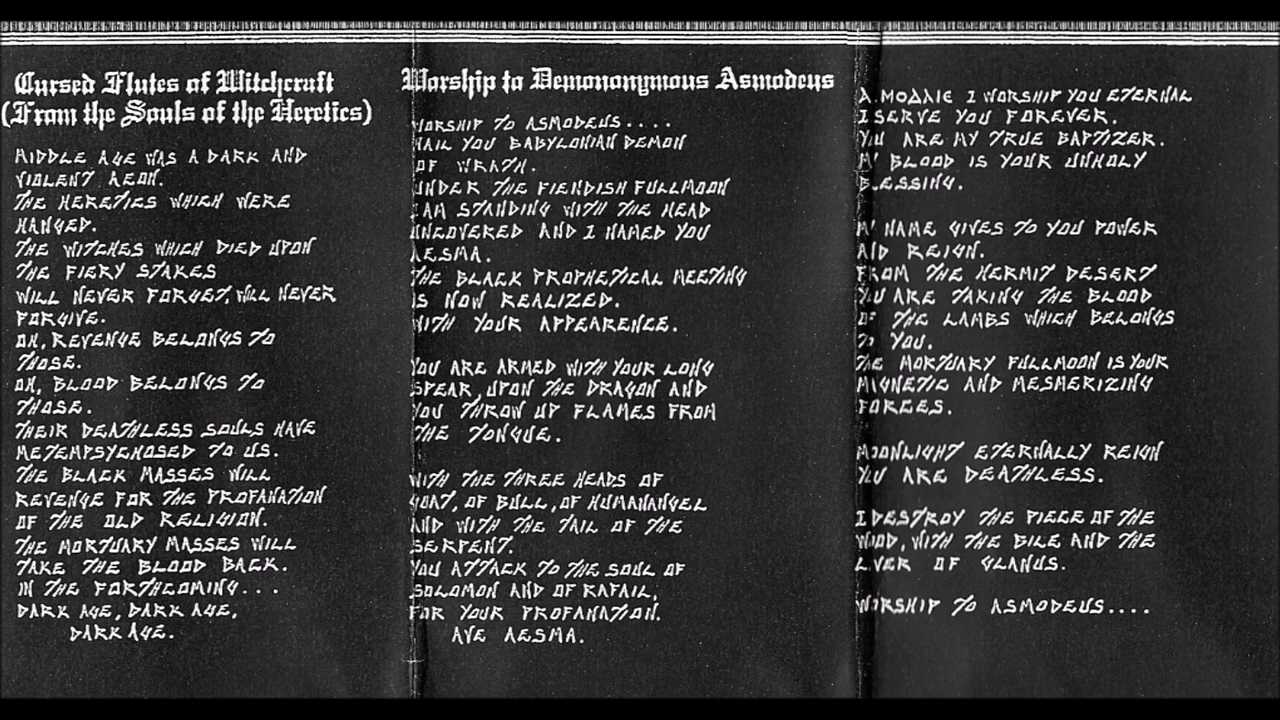 Cursed Flutes of Witchcraft
(From the Souls of the Heretics)
MIDDLE AGE WAS A DARK AND
VIOLENT AEON.
THE HERETIES WHICH WERE
HANGED.
THE WITCHES WHICH DIED UPON
THE FIERY STAKES
WILL NEVER FORGET, WILL NEVER
FORGIVE.
OH, REVENGE BELONGS TO
THOSE.
OH, BLOOD BELONGS TO
THOSE.
THEIR DEATHLESS SOULS HAVE
METEMPSYCHOSED TO US.
THE BLACK MASSES WILL
REVENGE FOR THE PROFANATION
OF THE OLD RELIGION.
THE MORTUARY MASSES WILL
TAKE THE BLOOD BACK.
IN THE FORTHCOMING...
DARK AGE, DARK AGE,
DARK AGE.
Worship to Demononymous Asmodeus
WORSHIP TO ASMODEUS....
HAIL YOU BABYLONIAN DEMON
OF WRATH.
UNDER THE FIENDISH FULLMOON
I AM STANDING WITH THE HEAD
UNCOVERED AND I NAMED YOU
AESMA.
THE BLACK PROPHETICAL MEETING
IS NOW REALIZED.
WITH YOUR APPEARENCE.
YOU ARE ARMED WITH YOUR LONG
SPEAR, UPON THE DRAGON AND
YOU THROW UP FLAMES FROM
THE TONGUE.
WITH THE THREE HEADS OF
GOAT, OF BULL, OF HUMANANGEL
AND WITH THE TAIL OF THE
SERPENT.
YOU ATTACK TO THE SOUL OF
SOLOMON AND OF RAFAIL,
FOR YOUR PROFANATION.
AVE AESMA.
I WORSHIP YOU ETERNAL
I SERVE YOU FOREVER.
YOU ARE MY TRUE BAPTIZER.
MY BLOOD IS YOUR UNHOLY
BLESSING.
MY NAME GIVES TO YOU POWER
AND REIGN.
FROM THE HERMIT DESERT
YOU ARE TAKING THE BLOOD
OF THE LAMBS WHICH BELONGS
TO YOU.
THE MORTUARY FULLMOON IS YOUR
MAGNETIC AND MESMERIZING
FORCES.
MOONLIGHT ETERNALLY REIGN
YOU ARE DEATHLESS.
I DESTROY THE PIECE OF THE
WOOD, WITH THE BILE AND THE
LIVER OF GLANUS.
WORSHIP TO ASMODEUS....